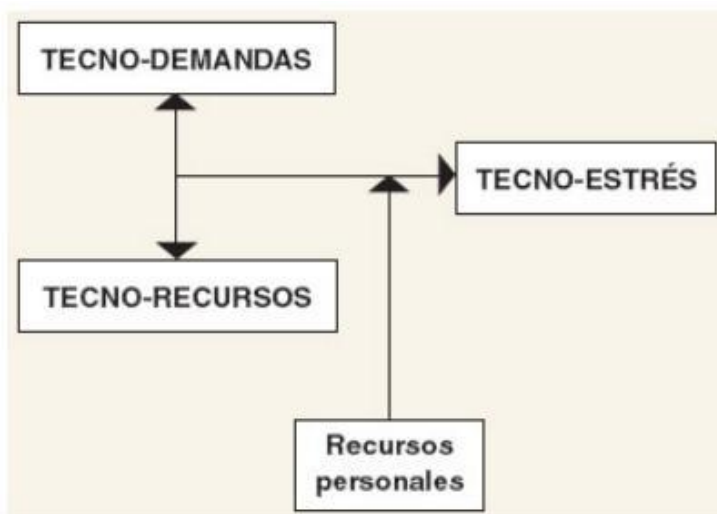 TECNO-DEMANDAS
TECNO-ESTRÉS
TECNO-RECURSOS
Recursos
personales